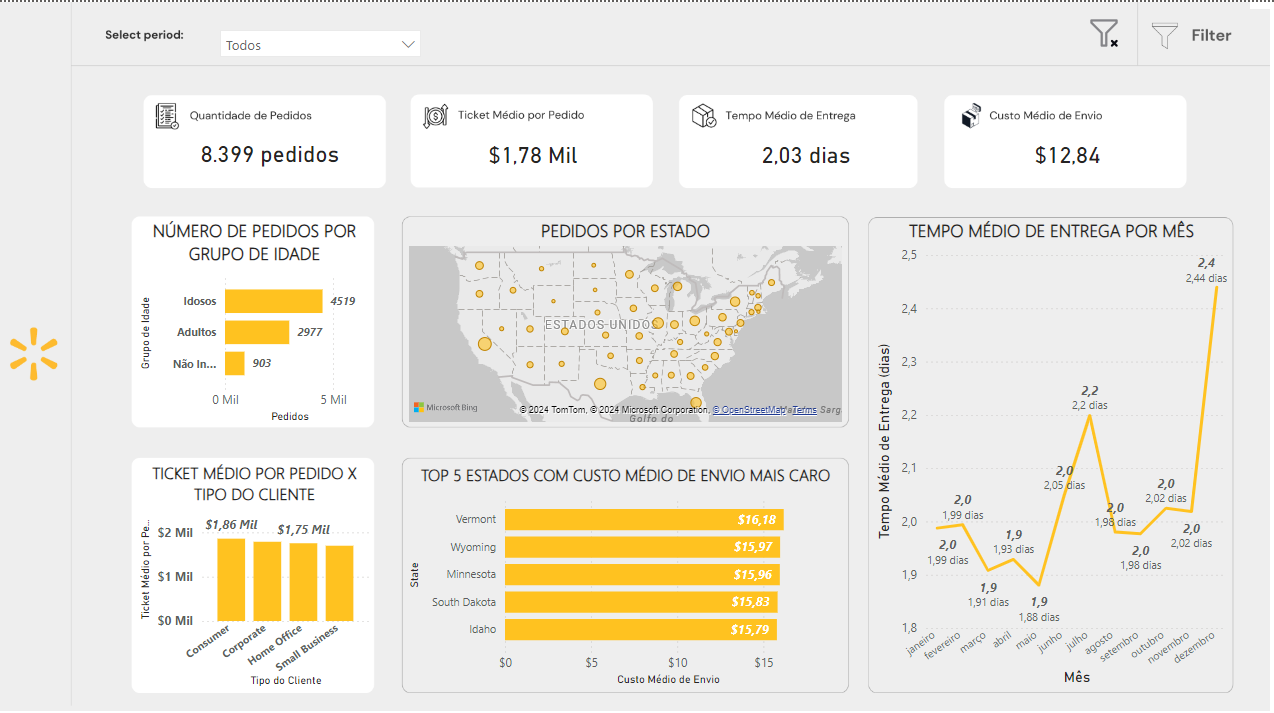 Select period:
Todos
Filter
Quantidade de Pedidos
8.399 pedidos
Ticket Médio por Pedido
$1,78 Mil
Tempo Médio de Entrega
2,03 dias
Custo Médio de Envio
$12,84
NÚMERO DE PEDIDOS POR
GRUPO DE IDADE
Grupo de Idade
Idosos
4519
Adultos
2977
Não In...
903
0 Mil
5 Mil
Pedidos
PEDIDOS POR ESTADO
ESTADOS UNIDOS
Microsoft Bing
© 2024 TomTom, © 2024 Microsoft Corporation, © OpenStreetMap Terms
Golfo do
Sarg
TEMPO MÉDIO DE ENTREGA POR MÊS
Tempo Médio de Entrega (dias)
2,5
2,4
2,3
2,2
2,1
2,0
1,9
1,8
2,0
1,99 dias
2,0
1,99 dias
1,9
1,91 dias
1,9
1,93 dias
1,9
1,88 dias
2,0
2,05 dias
2,2
2,2 dias
2,0
1,98 dias
2,0
1,98 dias
2,0
2,02 dias
2,0
2,02 dias
2,4
2,44 dias
janeiro
fevereiro
março
abril
maio
junho
julho
agosto
setembro
outubro
novembro
dezembro
Mês
TICKET MÉDIO POR PEDIDO X
TIPO DO CLIENTE
Ticket Médio por Pe...
$2 Mil
$1 Mil
$0 Mil
$1,86 Mil
$1,75 Mil
Consumer
Corporate
Home Office
Small Business
Tipo do Cliente
TOP 5 ESTADOS COM CUSTO MÉDIO DE ENVIO MAIS CARO
State
Vermont
$16,18
Wyoming
$15,97
Minnesota
$15,96
South Dakota
$15,83
Idaho
$15,79
$0
$5
$10
$15
Custo Médio de Envio